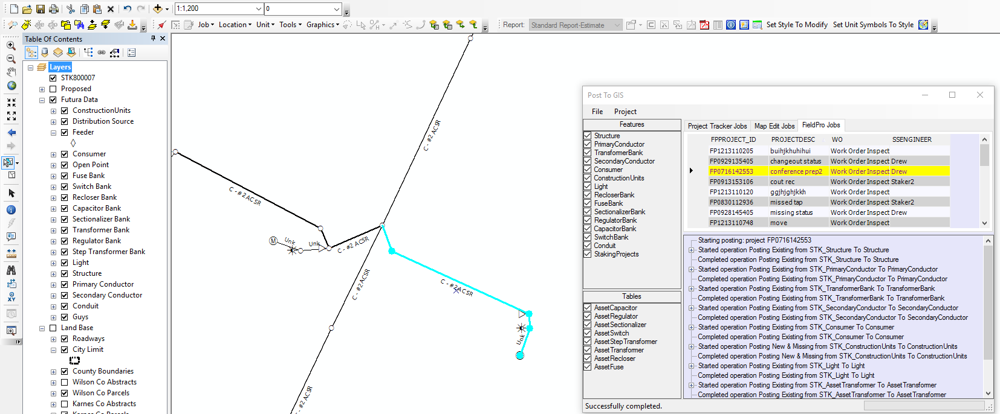 1:1,200
0
Job
Location
Unit
Tools
Graphics
Report:
Standard Report-Estimate
Set Style To Modify
Set Unit Symbols To Style
Table Of Contents
Layers
STK800007
Proposed
Futura Data
ConstructionUnits
Distribution Source
Feeder
Consumer
Open Point
Fuse Bank
Switch Bank
Recloser Bank
Capacitor Bank
Sectionalizer Bank
Transformer Bank
Regulator Bank
Step Transformer Bank
Light
Structure
Primary Conductor
Secondary Conductor
Conduit
Guys
Land Base
Roadways
City Limit
County Boundaries
Wilson Co Abstracts
Wilson Co Parcels
Karnes Co Abstracts
Karnes Co Parcels
XY
C - #2 ACSR
C - #2 ACSR
M
Unk
Unk
C - #2 ACSR
C - #2 ACSR
C - #2 ACSR
Unk
C - #2 ACSR
Post To GIS
File
Project
Features
Structure
PrimaryConductor
TransformerBank
SecondaryConductor
Consumer
ConstructionUnits
Light
RecloserBank
FuseBank
SectionalizerBank
RegulatorBank
CapacitorBank
SwitchBank
Conduit
StakingProjects
Tables
AssetCapacitor
AssetRegulator
AssetSectionalizer
AssetSwitch
AssetStepTransformer
AssetTransformer
AssetRecloser
AssetFuse
Project Tracker Jobs
Map Edit Jobs
FieldPro Jobs
FPPROJECT_ID PROJECTDESC WO SSENGINEER
FP1213110205 buihjkhuhihui Work Order Inspect
FP0929135405 changeout status Work Order Inspect Drew
FP0716142553 conference prep2 Work Order Inspect Drew
FP0913153106 cout rec Work Order Inspect Staker2
FP1213110120 ggjhjghjkkh Work Order Inspect
FP0830112936 missed tap Work Order Inspect Staker2
FP0928145405 missing status Work Order Inspect Drew
FP1213110748 move Work Order Inspect
Starting posting: project FP0716142553
Started operation Posting Existing from STK_Structure To Structure
Completed operation Posting Existing from STK_Structure To Structure
Started operation Posting Existing from STK_PrimaryConductor To PrimaryConductor
Completed operation Posting Existing from STK_PrimaryConductor To PrimaryConductor
Started operation Posting Existing from STK_TransformerBank To TransformerBank
Completed operation Posting Existing from STK_TransformerBank To TransformerBank
Started operation Posting Existing from STK_SecondaryConductor To SecondaryConductor
Completed operation Posting Existing from STK_SecondaryConductor To SecondaryConductor
Started operation Posting Existing from STK_Consumer To Consumer
Completed operation Posting Existing from STK_Consumer To Consumer
Started operation Posting New & Missing from STK_ConstructionUnits To ConstructionUnits
Completed operation Posting New & Missing from STK_ConstructionUnits To ConstructionUnits
Started operation Posting Existing from STK_Light To Light
Completed operation Posting Existing from STK_Light To Light
Started operation Posting Existing from STK_AssetTransformer To AssetTransformer
Completed operation Posting Existing from STK_AssetTransformer To AssetTransformer
Successfully completed.